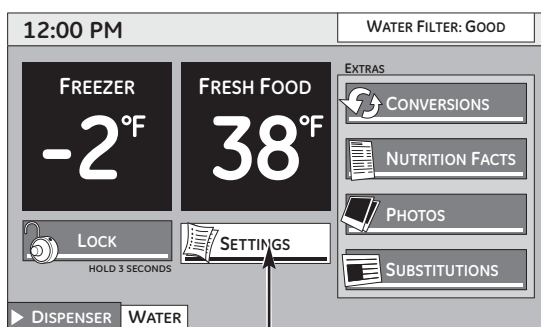 12:00 PM
WATER FILTER: GOOD
FREEZER
-2°F
FRESH FOOD
38°F
EXTRAS
CONVERSIONS
NUTRITION FACTS
PHOTOS
SUBSTITUTIONS
LOCK
HOLD 3 SECONDS
SETTINGS
DISPENSER WATER